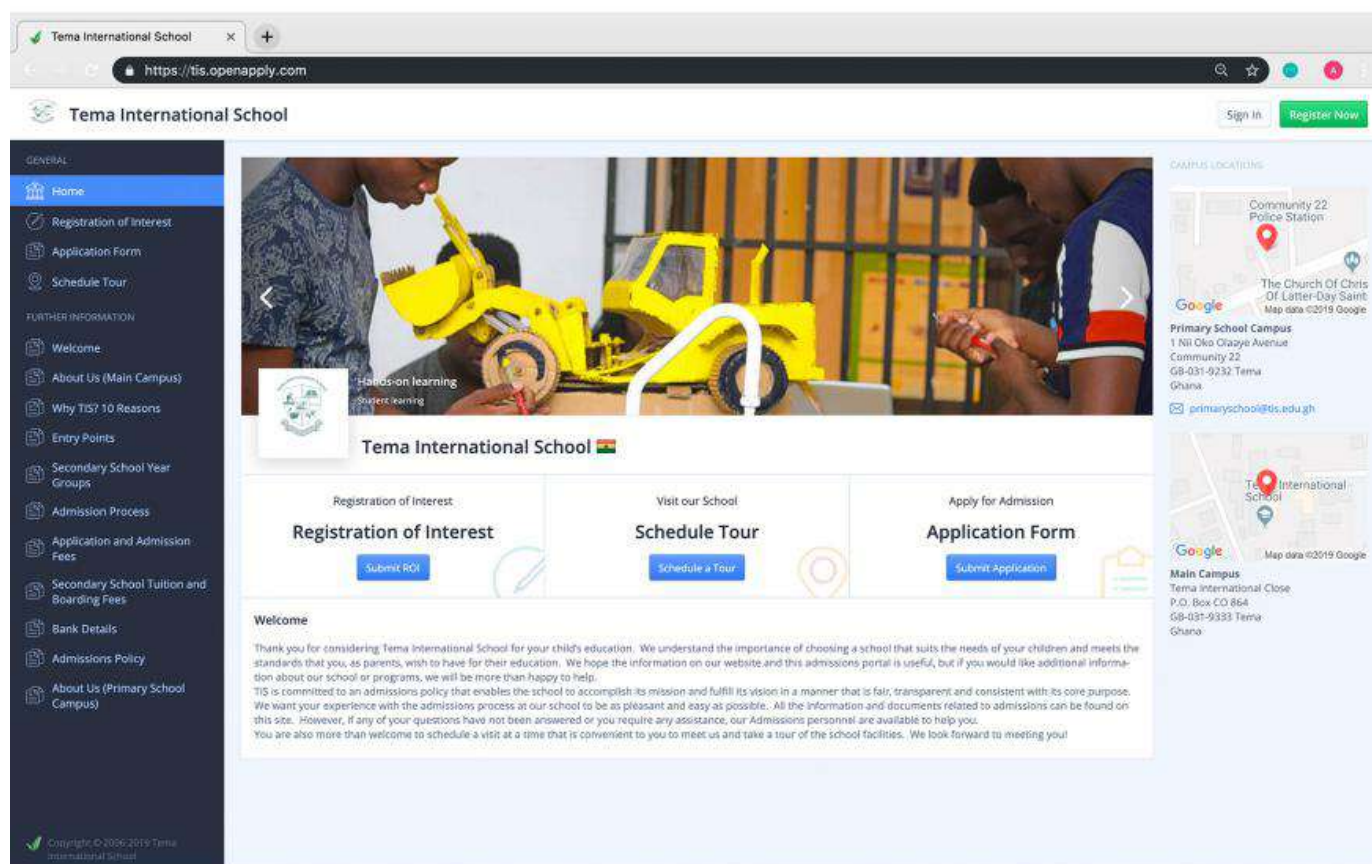 Tema International School
https://tis.openapply.com
Tema International School
Sign In
Register Now
GENERAL
Home
Registration of Interest
Application Form
Schedule Tour
FURTHER INFORMATION
Welcome
About Us (Main Campus)
Why TIS? 10 Reasons
Entry Points
Secondary School Year
Groups
Admission Process
Application and Admission
Fees
Secondary School Tuition and
Boarding Fees
Bank Details
Admissions Policy
About Us (Primary School
Campus)
Copyright © 2006-2019 Tema
International School
Hands-on learning
Student learning
Tema International School
Registration of Interest
Registration of Interest
Submit ROI
Visit our School
Schedule Tour
Schedule a Tour
Apply for Admission
Application Form
Submit Application
Welcome
Thank you for considering Tema International School for your child's education. We understand the importance of choosing a school that suits the needs of your children and meets the
standards that you, as parents, wish to have for their education. We hope the information on our website and this admissions portal is useful, but if you would like additional informa-
tion about our school or programs, we will be more than happy to help.
TIS is committed to an admissions policy that enables the school to accomplish its mission and fulfill its vision in a manner that is fair, transparent and consistent with its core purpose.
We want your experience with the admissions process at our school to be as pleasant and easy as possible. All the information and documents related to admissions can be found on
this site. However, if any of your questions have not been answered or you require any assistance, our Admissions personnel are available to help you.
You are also more than welcome to schedule a visit at a time that is convenient to you to meet us and take a tour of the school facilities. We look forward to meeting you!
CAMPUS LOCATIONS
Community 22
Police Station
The Church Of Chris
Of Latter-Day Saint
Google
Map data ©2019 Google
Primary School Campus
1 Nii Oko Olaaye Avenue
Community 22
GB-031-9232 Tema
Ghana
primaryschool@tis.edu.gh
International
School
Google
Map data ©2019 Google
Main Campus
Tema International Close
P.O. Box CO 864
GB-031-9333 Tema
Ghana